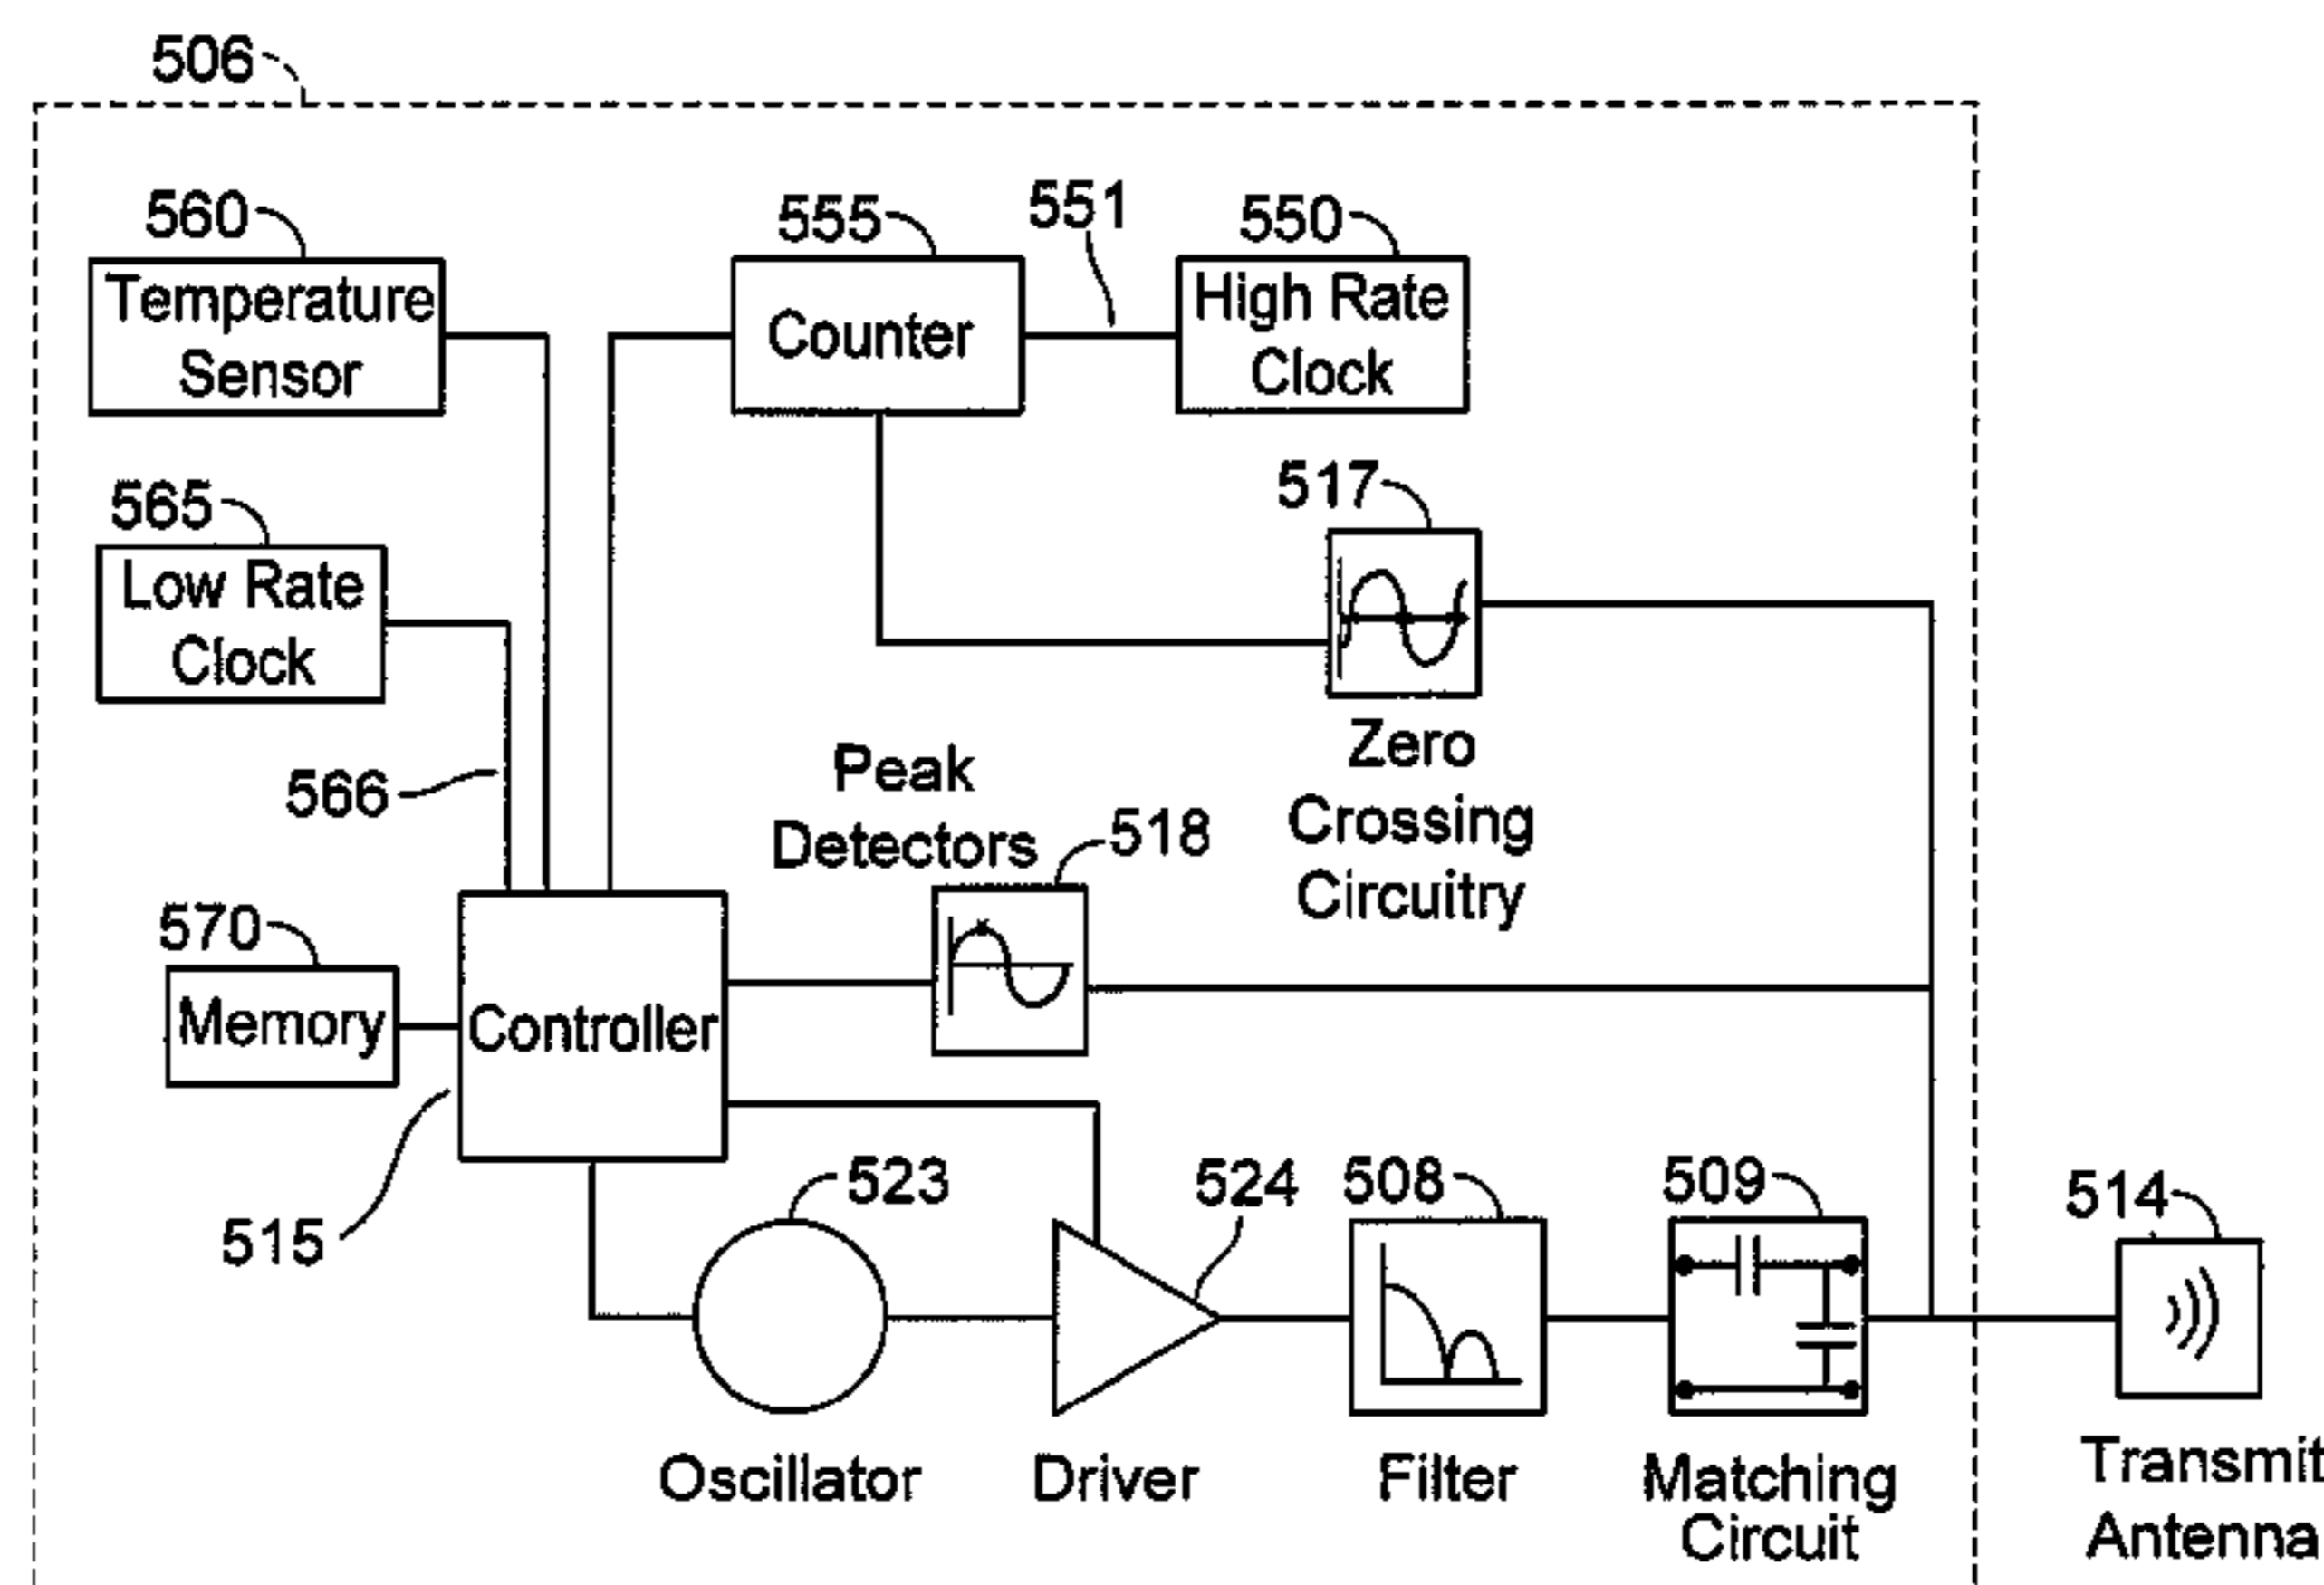 506
560
555
551
550
Temperature
Sensor
Counter
High Rate
Clock
565
517
Low Rate
Clock
566
Zero
Crossing
Circuitry
Peak
Detectors
518
570
Memory
Controller
515
523
524
508
509
514
Oscillator
Driver
Filter
Matching
Circuit
Transmit
Antenna